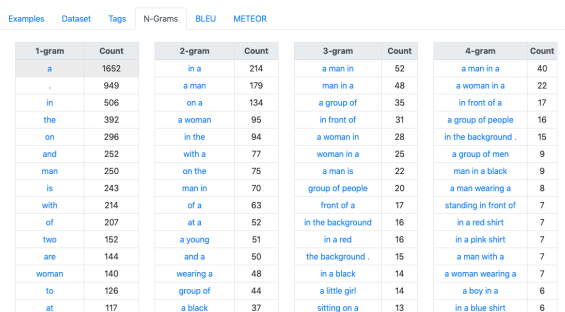 Examples Dataset Tags N-Grams BLEU METEOR
1-gram Count 2-gram Count 3-gram Count 4-gram Count
a 1652 in a 214 a man in 52 a man in a 40
. 949 a man 179 man in a 48 a woman in a 22
in 506 on a 134 a group of 35 in front of a 17
the 392 a woman 95 in front of 31 a group of people 16
on 296 in the 94 a woman in 28 in the background . 15
and 252 with a 77 woman in a 25 a group of men 9
man 250 on the 75 a man is 22 man in a black 9
is 243 man in 70 group of people 20 a man wearing a 8
with 214 of a 63 front of a 17 standing in front of 7
of 207 at a 52 in the background 16 in a red shirt 7
two 152 a young 51 in a red 16 in a pink shirt 7
are 144 and a 50 the background . 15 a man with a 7
woman 140 wearing a 48 in a black 14 a woman wearing a 7
to 126 group of 44 a little girl 14 a boy in a 6
at 117 a black 37 sitting on a 13 in a blue shirt 6